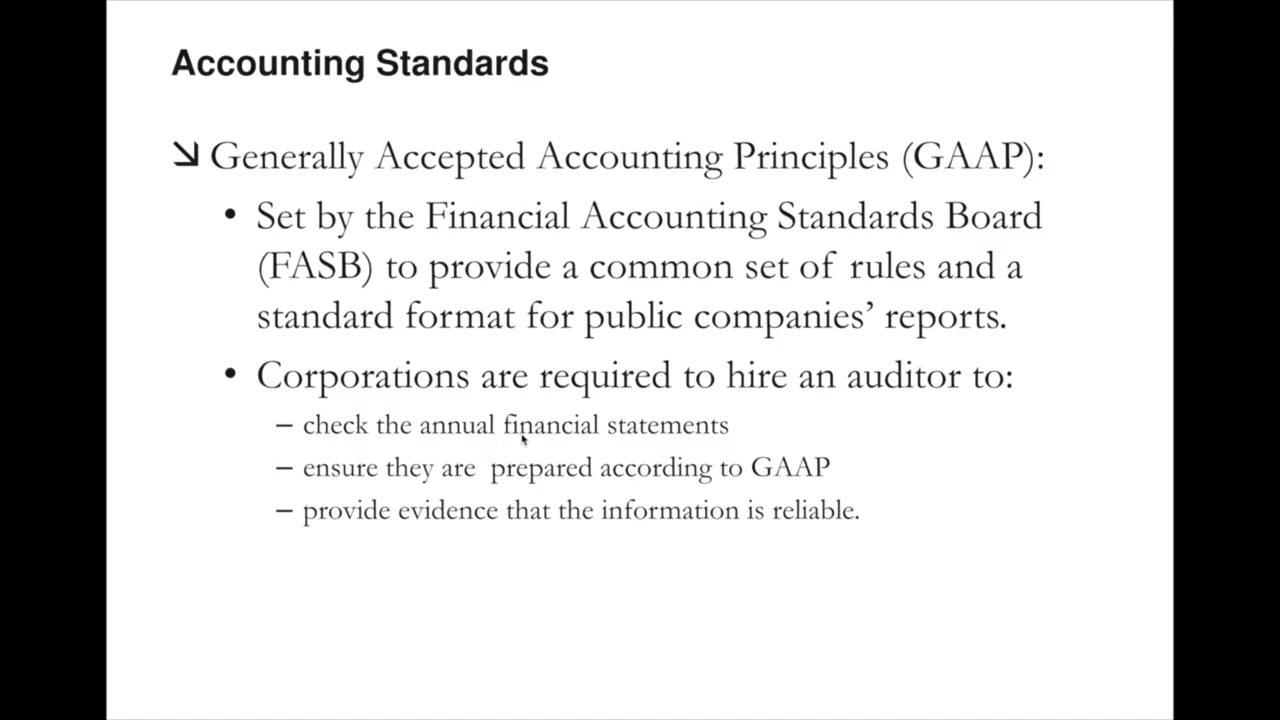 Accounting Standards
Generally Accepted Accounting Principles (GAAP):
• Set by the Financial Accounting Standards Board
(FASB) to provide a common set of rules and a
standard format for public companies’ reports.
• Corporations are required to hire an auditor to:
– check the annual financial statements
– ensure they are  prepared according to GAAP
– provide evidence that the information is reliable.